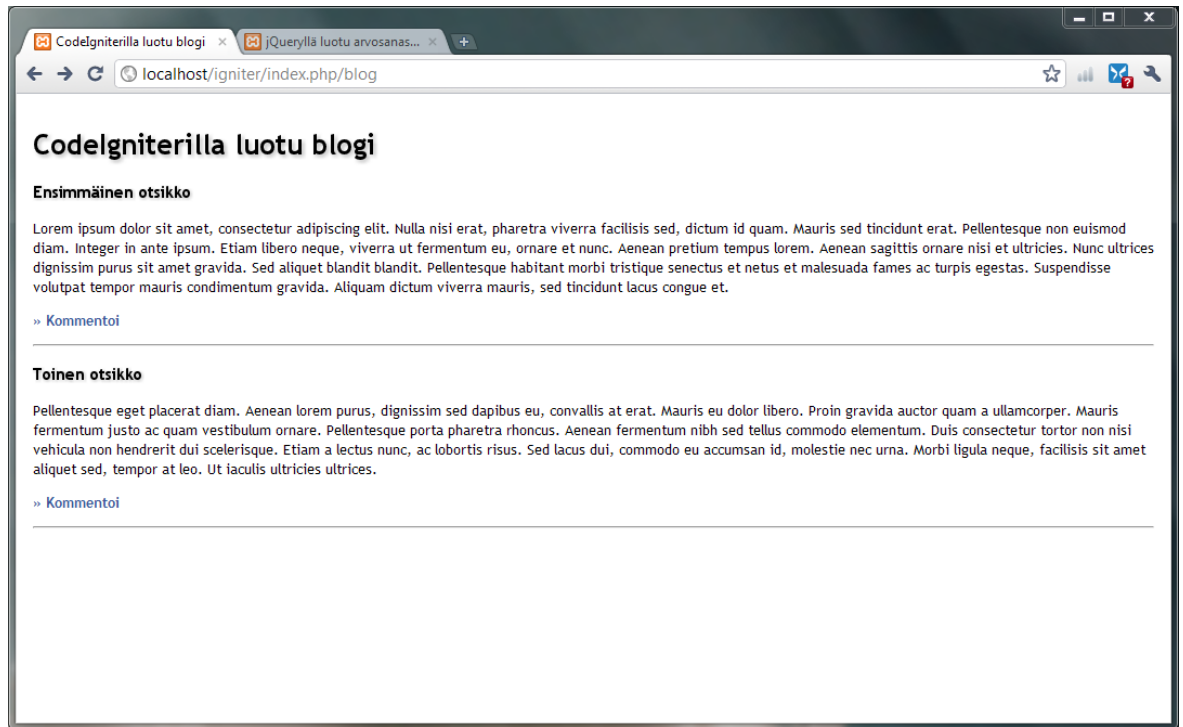 CodeIgniterilla luotu blogi
jQueryllä luotu arvosanas...
localhost/igniter/index.php/blog
CodeIgniterilla luotu blogi
Ensimmäinen otsikko
Lorem ipsum dolor sit amet, consectetur adipiscing elit. Nulla nisi erat, pharetra viverra facilisis sed, dictum id quam. Mauris sed tincidunt erat. Pellentesque non euismod
diam. Integer in ante ipsum. Etiam libero neque, viverra ut fermentum eu, ornare et nunc. Aenean pretium tempus lorem. Aenean sagittis ornare nisi et ultricies. Nunc ultrices
dignissim purus sit amet gravida. Sed aliquet blandit blandit. Pellentesque habitant morbi tristique senectus et netus et malesuada fames ac turpis egestas. Suspendisse
volutpat tempor mauris condimentum gravida. Aliquam dictum viverra mauris, sed tincidunt lacus congue et.
» Kommentoi
Toinen otsikko
Pellentesque eget placerat diam. Aenean lorem purus, dignissim sed dapibus eu, convallis at erat. Mauris eu dolor libero. Proin gravida auctor quam a ullamcorper. Mauris
fermentum justo ac quam vestibulum ornare. Pellentesque porta pharetra rhoncus. Aenean fermentum nibh sed tellus commodo elementum. Duis consectetur tortor non nisi
vehicula non hendrerit dui scelerisque. Etiam a lectus nunc, ac lobortis risus. Sed lacus dui, commodo eu accumsan id, molestie nec urna. Morbi ligula neque, facilisis sit amet
aliquet sed, tempor at leo. Ut iaculis ultricies ultrices.
» Kommentoi